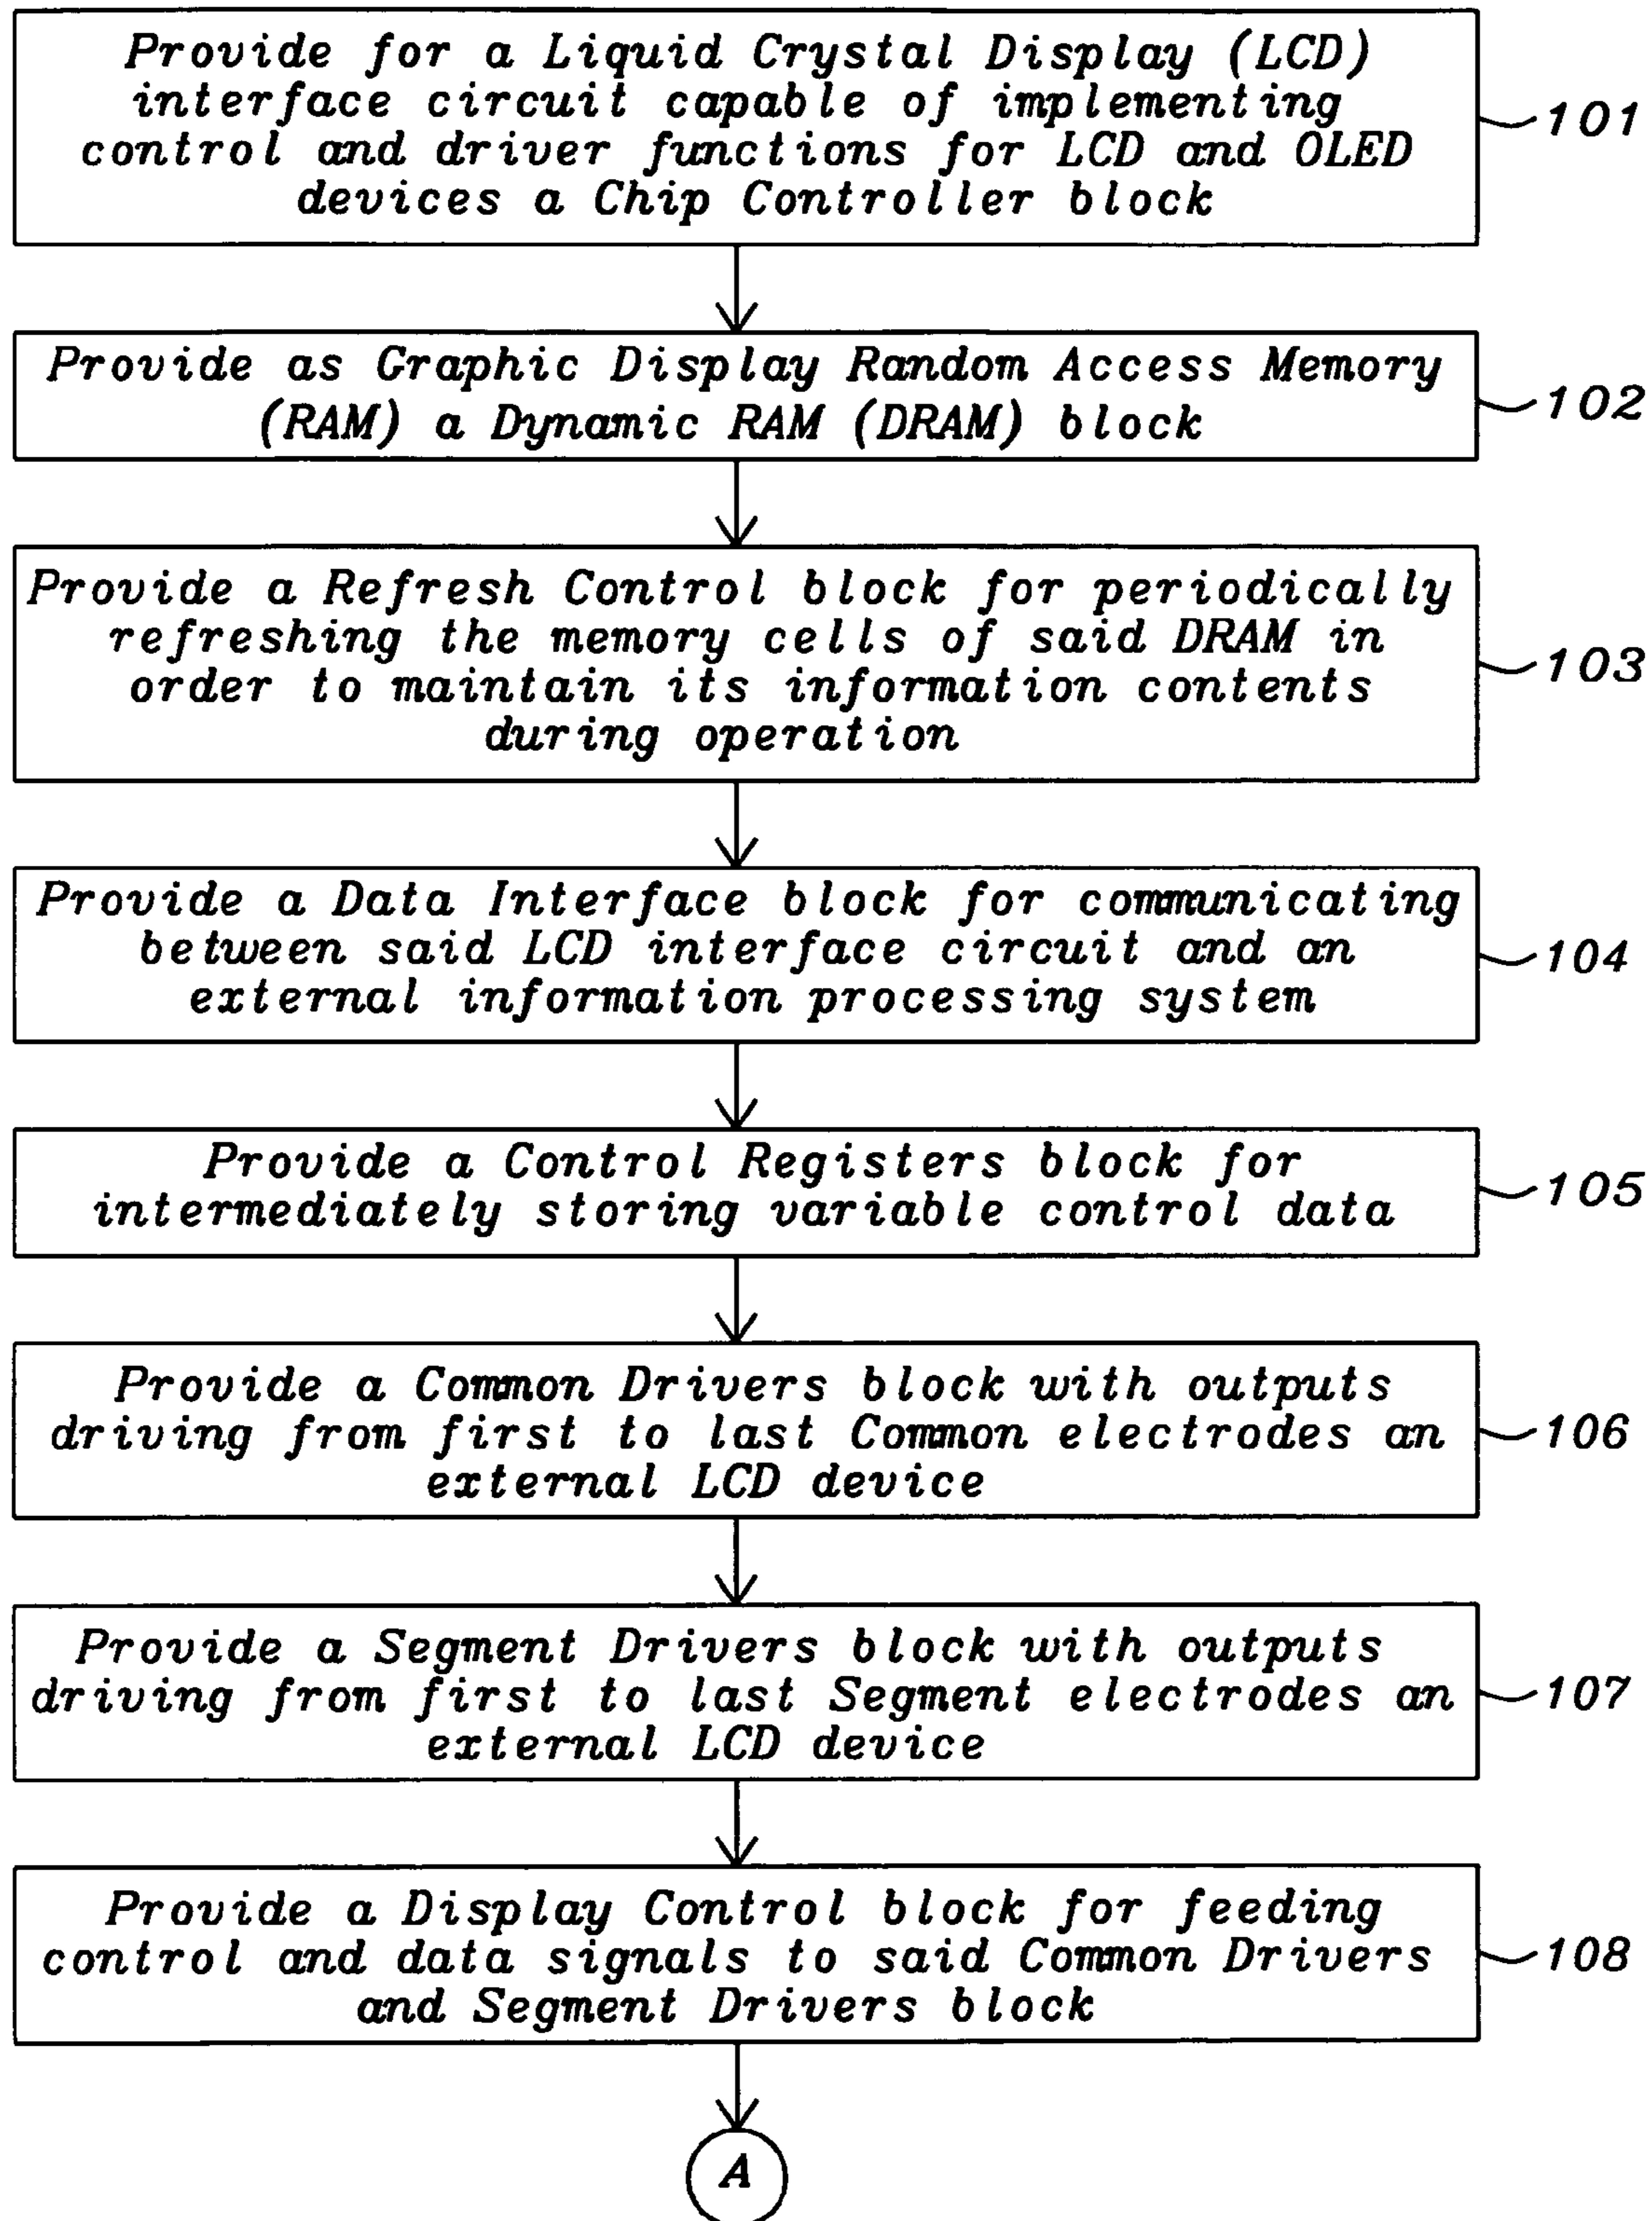 Provide for a Liquid Crystal Display (LCD)
interface circuit capable of implementing
control and driver functions for LCD and OLED
devices a Chip Controller block
101
Provide as Graphic Display Random Access Memory
(RAM) a Dynamic RAM (DRAM) block
102
Provide a Refresh Control block for periodically
refreshing the memory cells of said DRAM in
order to maintain its information contents
during operation
103
Provide a Data Interface block for communicating
between said LCD interface circuit and an
external information processing system
104
Provide a Control Registers block for
intermediately storing variable control data
105
Provide a Common Drivers block with outputs
driving from first to last Common electrodes an
external LCD device
106
Provide a Segment Drivers block with outputs
driving from first to last Segment electrodes an
external LCD device
107
Provide a Display Control block for feeding
control and data signals to said Common Drivers
and Segment Drivers block
108
A